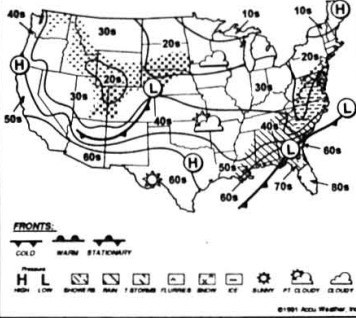 40s
30s
20s
10s
10s
H
H
20s
20s
30s
30s
L
L
50s
40s
40s
60s
H
50s
L
60s
60s
60s
70s
80s
FRONTS:
COLD WARM STATIONARY
Pressure
H L
HIGH LOW SHOWERS RAIN T-STORMS FLURRIES SNOW ICE SUNNY PT. CLOUDY CLOUDY
©1991 Accu Weather, Inc.